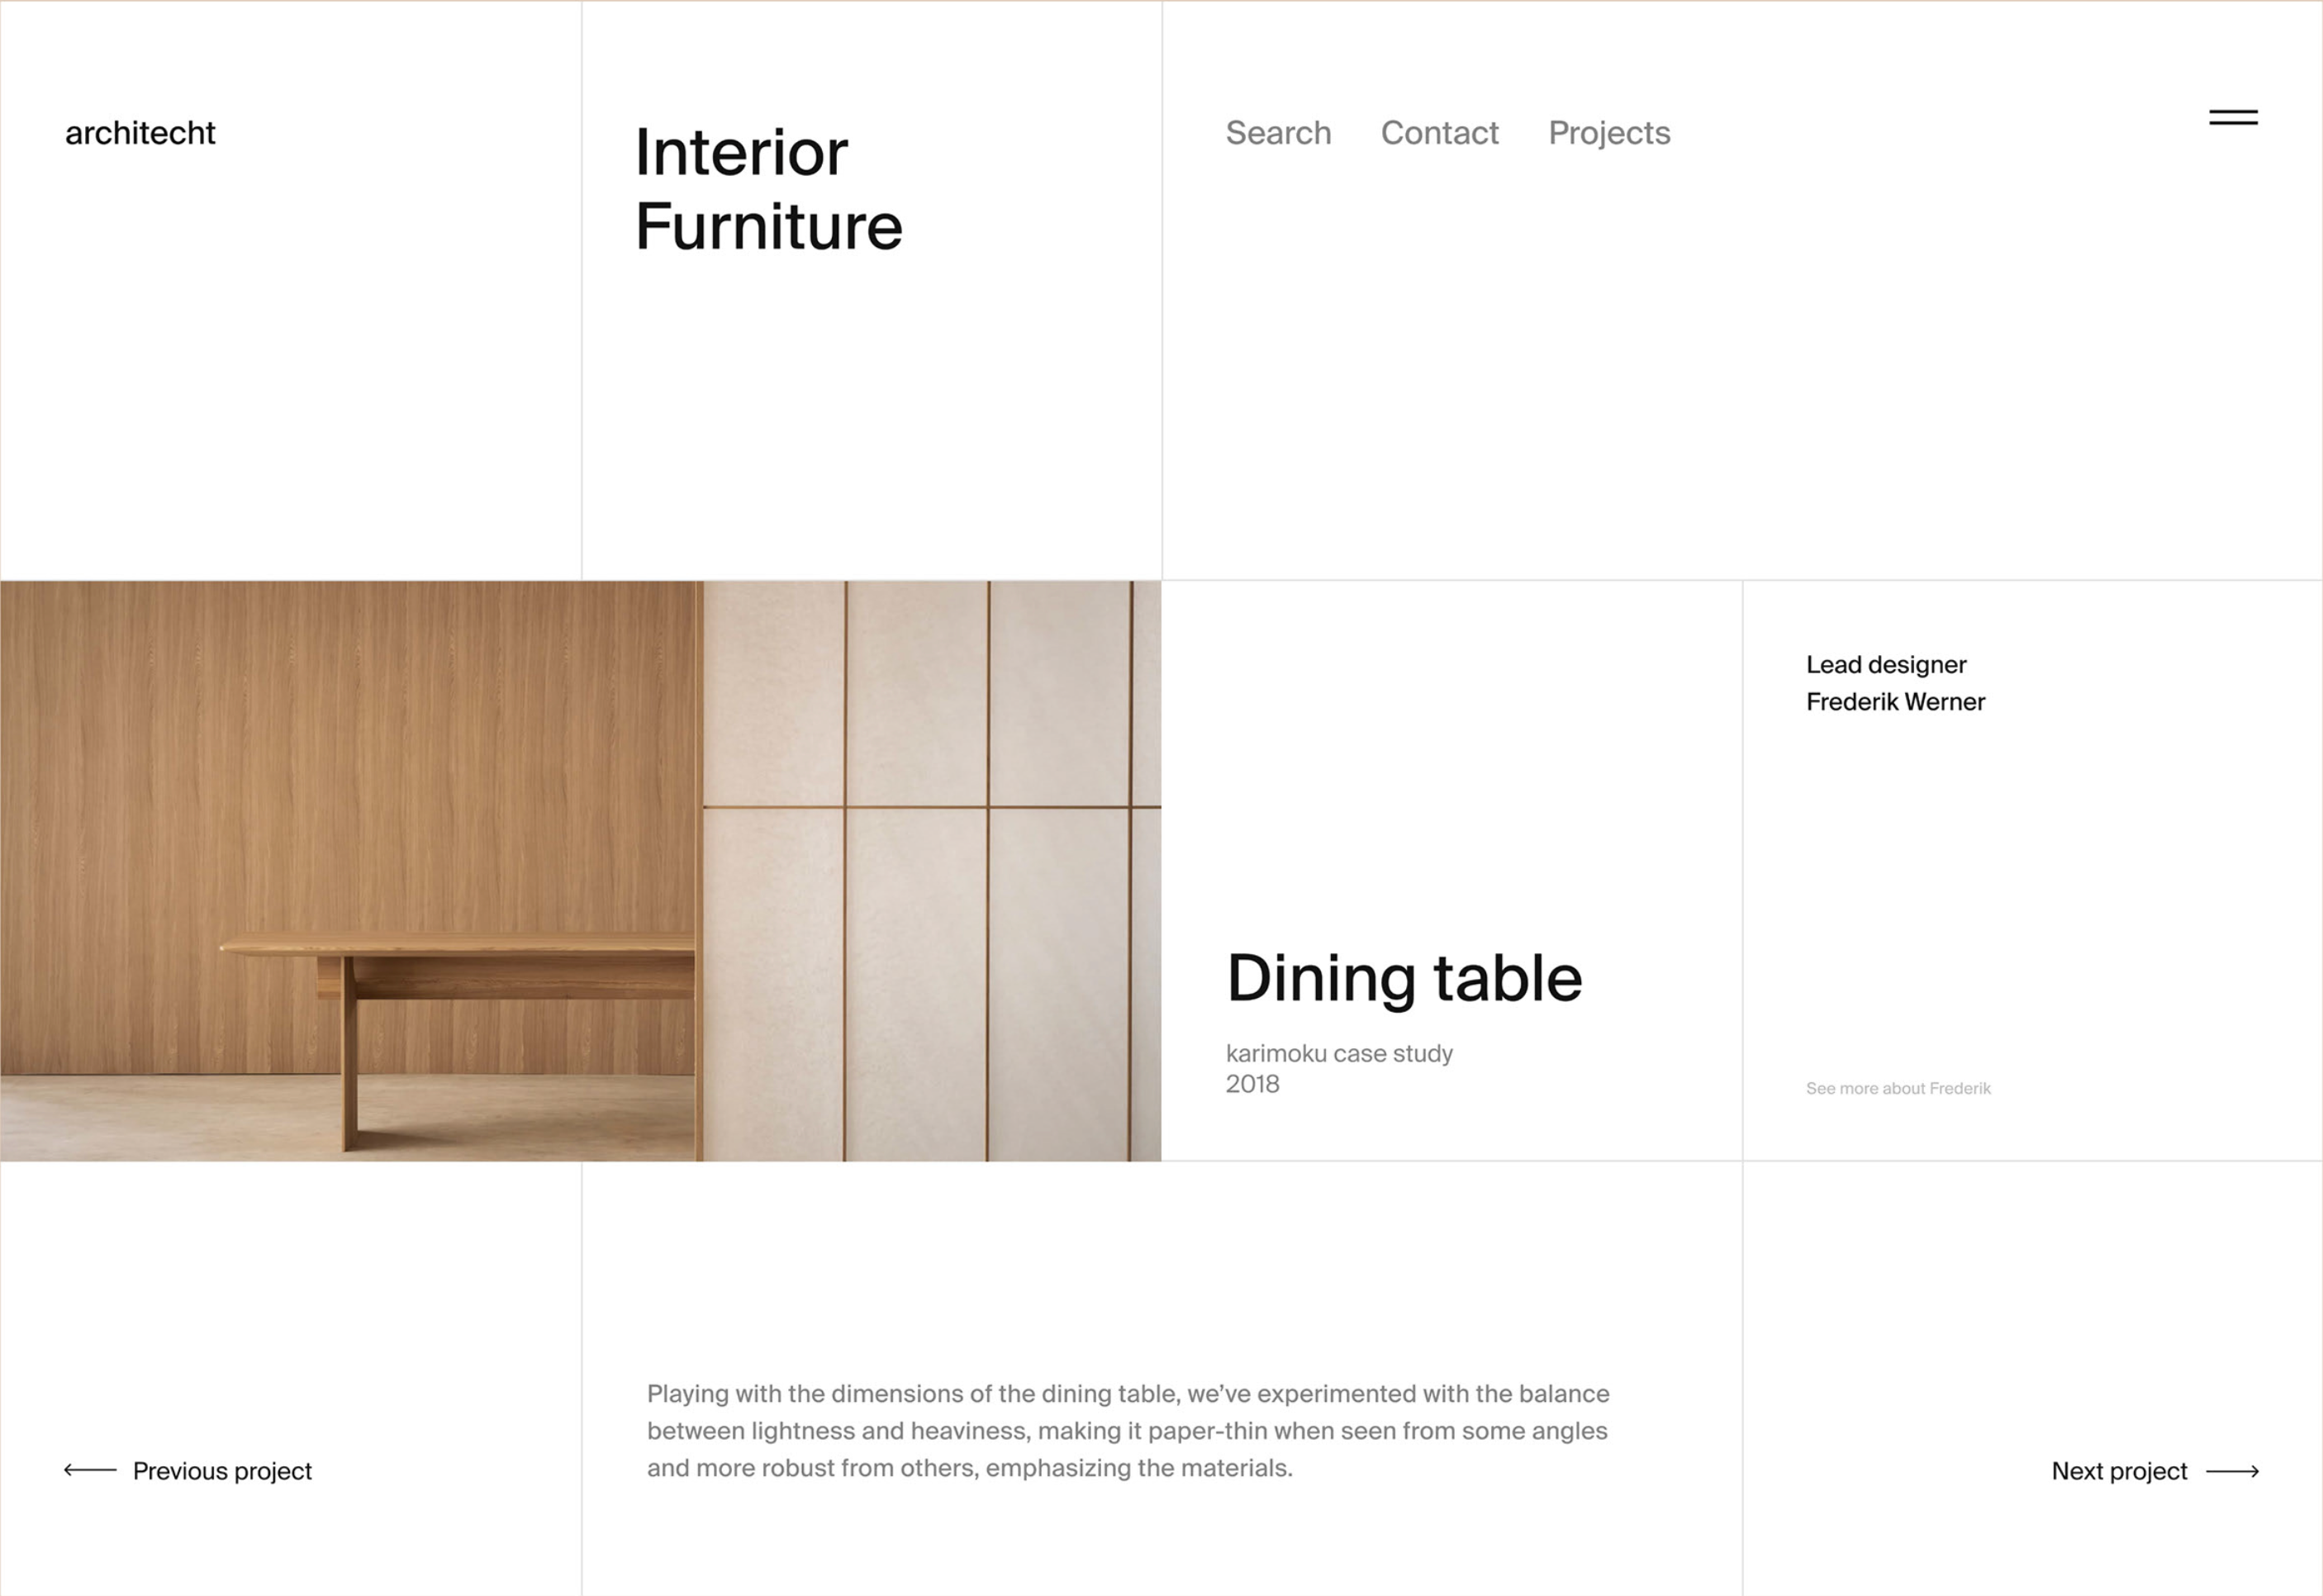 architecht
Interior
Furniture
Search Contact Projects
Lead designer
Frederik Werner
Dining table
karimoku case study
2018
See more about Frederik
Playing with the dimensions of the dining table, we’ve experimented with the balance
between lightness and heaviness, making it paper-thin when seen from some angles
and more robust from others, emphasizing the materials.
Previous project
Next project